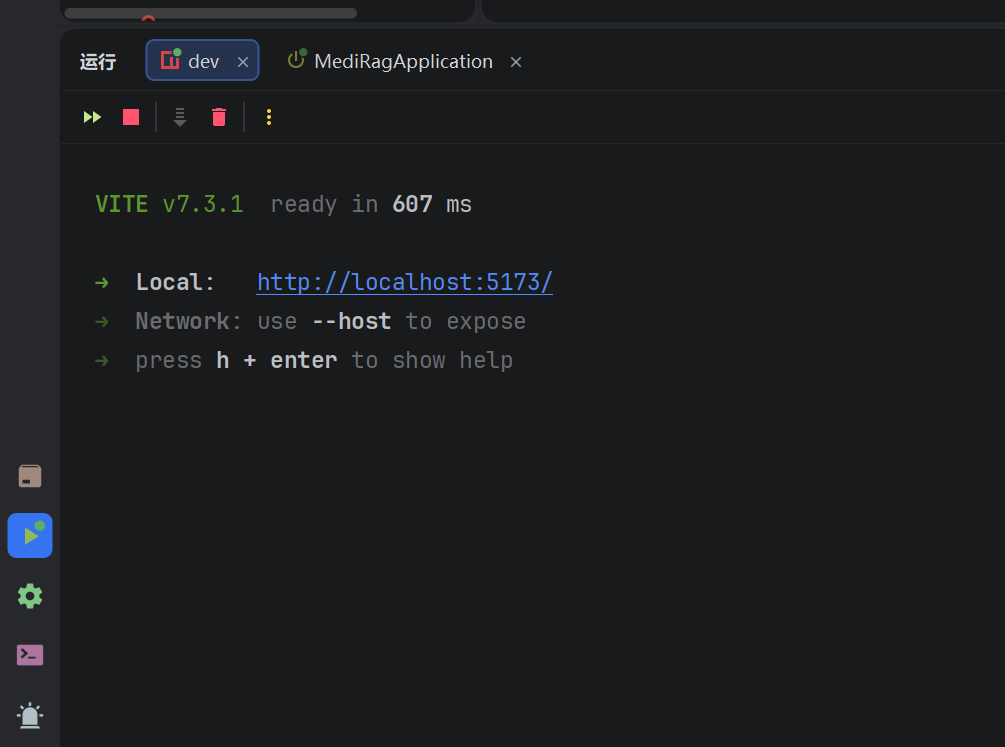 运行 dev MediRagApplication
VITE v7.3.1 ready in 607 ms
➜ Local: http://localhost:5173/
➜ Network: use --host to expose
➜ press h + enter to show help